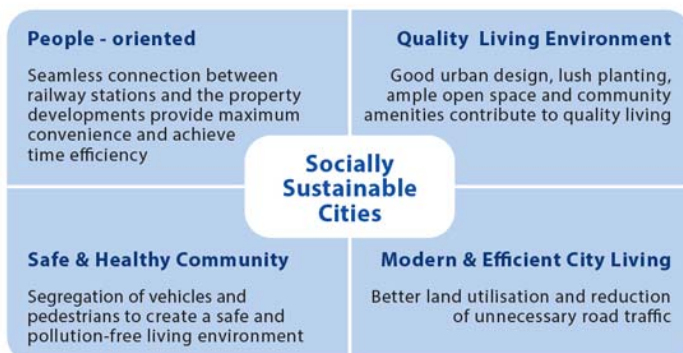 People - oriented
Seamless connection between
railway stations and the property
developments provide maximum
convenience and achieve
time efficiency
Quality Living Environment
Good urban design, lush planting,
ample open space and community
amenities contribute to quality living
Socially
Sustainable
Cities
Safe & Healthy Community
Segregation of vehicles and
pedestrians to create a safe and
pollution-free living environment
Modern & Efficient City Living
Better land utilisation and reduction
of unnecessary road traffic